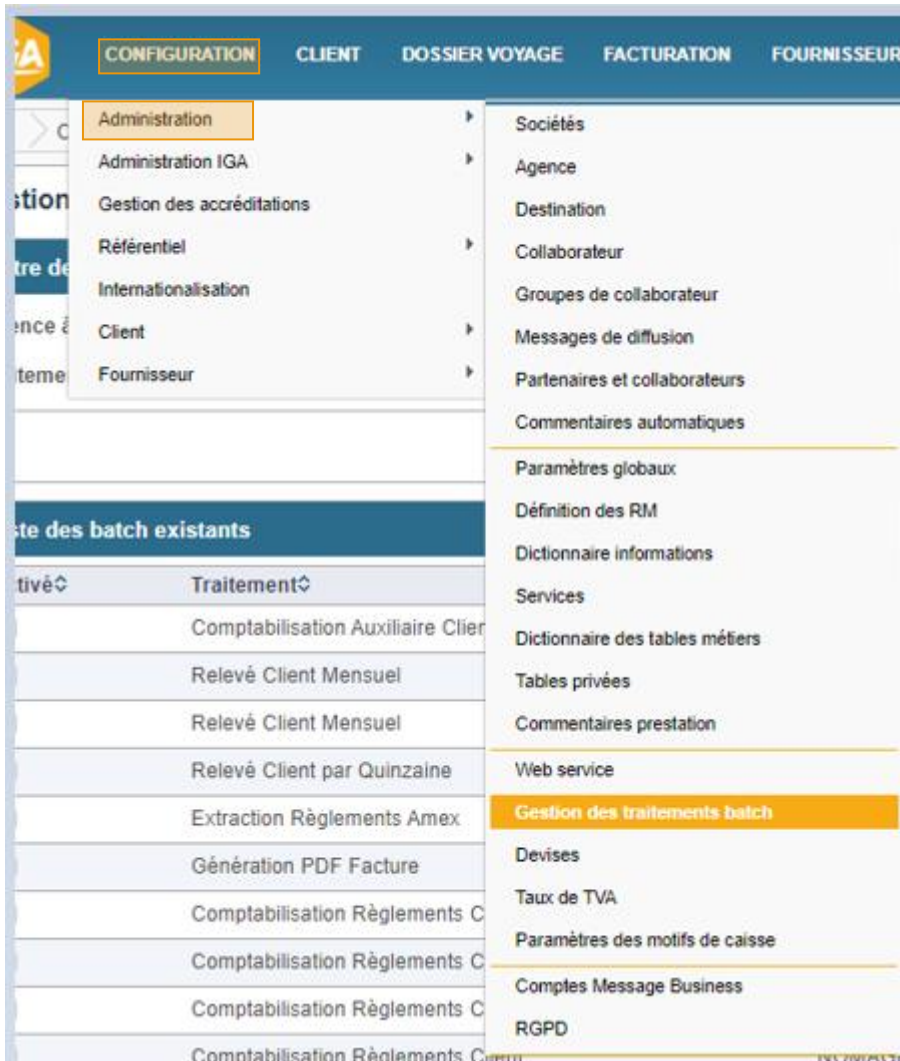 CONFIGURATION CLIENT DOSSIER VOYAGE FACTURATION FOURNISSEUR
Administration
Administration IGA
Gestion des accréditations
Référentiel
Internationalisation
Client
Fournisseur
Sociétés
Agence
Destination
Collaborateur
Groupes de collaborateur
Messages de diffusion
Partenaires et collaborateurs
Commentaires automatiques
Paramètres globaux
Définition des RM
Dictionnaire informations
Services
Dictionnaire des tables métiers
Tables privées
Commentaires prestation
Web service
Gestion des traitements batch
Devises
Taux de TVA
Paramètres des motifs de caisse
Comptes Message Business
RGPD
ste des batch existants
tivé Traitement
Comptabilisation Auxiliaire Clier
Relevé Client Mensuel
Relevé Client Mensuel
Relevé Client par Quinzaine
Extraction Règlements Amex
Génération PDF Facture
Comptabilisation Règlements C
Comptabilisation Règlements C
Comptabilisation Règlements C
Comptabilisation Règlements Client